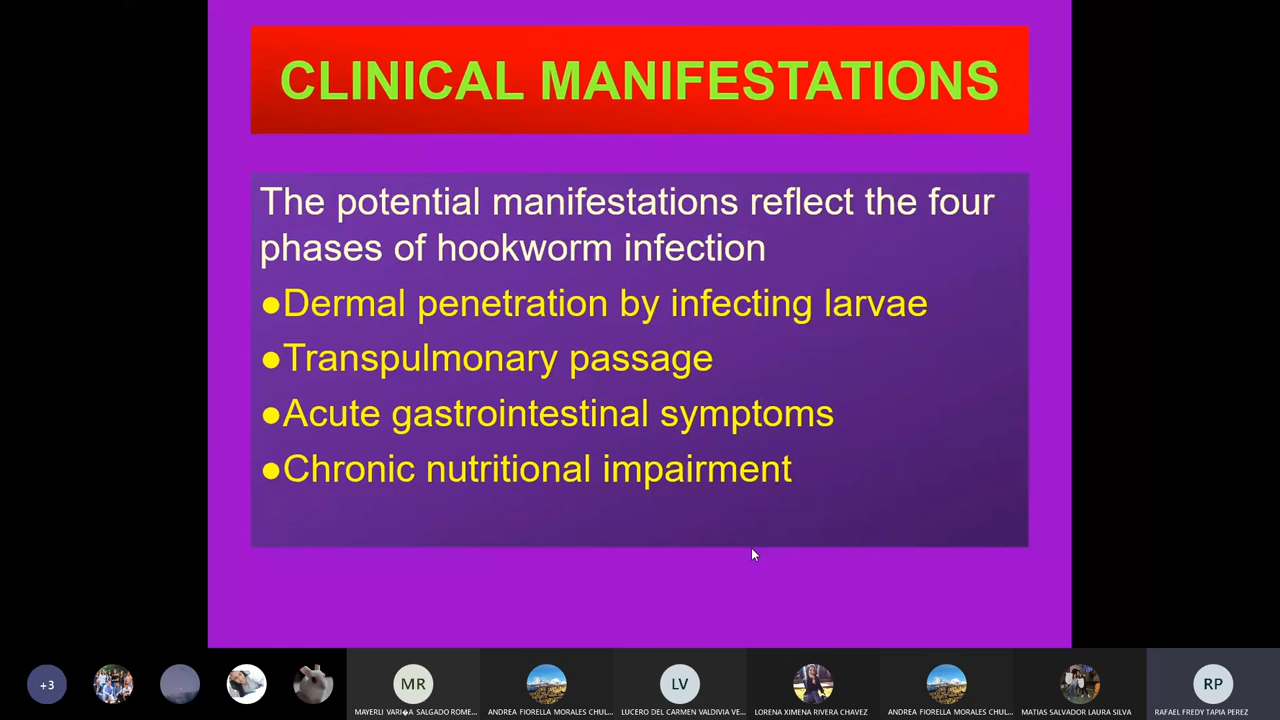 CLINICAL MANIFESTATIONS
The potential manifestations reflect the four
phases of hookworm infection
●Dermal penetration by infecting larvae
●Transpulmonary passage
●Acute gastrointestinal symptoms
●Chronic nutritional impairment
+3
MR
LV
RP
MAYERLI VARI�A SALGADO ROME...
ANDREA FIORELLA MORALES CHUL...
LUCERO DEL CARMEN VALDIVIA VE...
LORENA XIMENA RIVERA CHAVEZ
ANDREA FIORELLA MORALES CHUL...
MATIAS SALVADOR LAURA SILVA
RAFAEL FREDY TAPIA PEREZ